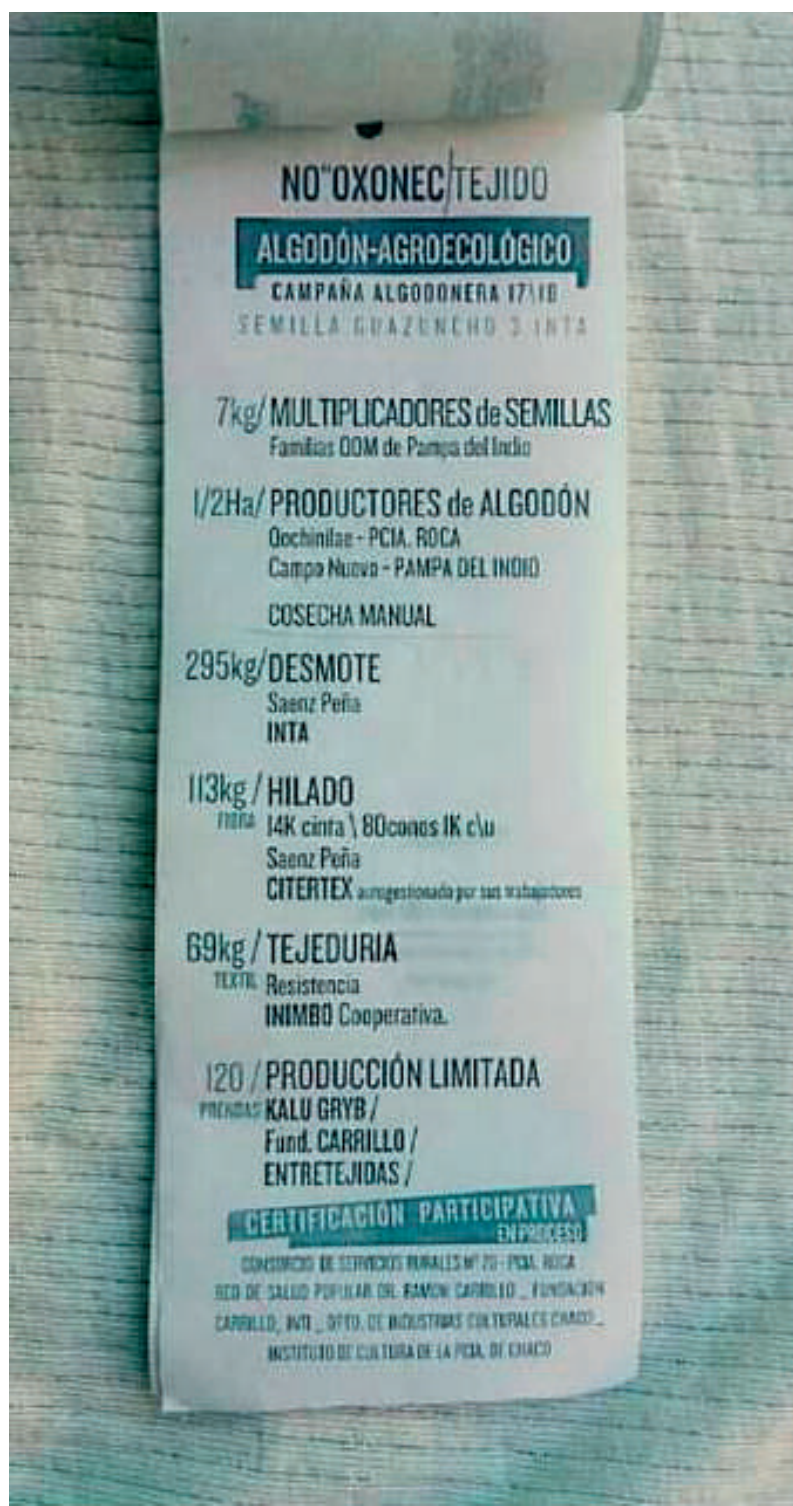 NO"OXONEC/TEJIDO
ALGODÓN-AGROECOLÓGICO
CAMPAÑA ALGODONERA 17\18
SEMILLA GUAZUNCHO 3 INTA
7kg/ MULTIPLICADORES de SEMILLAS
Familias QOM de Pampa del Indio
1/2Ha/ PRODUCTORES de ALGODÓN
Qochinilae - PCIA. ROCA
Campo Nuevo - PAMPA DEL INDIO
COSECHA MANUAL
295kg/ DESMOTE
Saenz Peña
INTA
113kg / HILADO
FIBRA 14K cinta \ 80conos 1K c\u
Saenz Peña
CITERTEX autogestionado por sus trabajadores
69kg / TEJEDURIA
TEXTIL Resistencia
INIMBO Cooperativa.
120 / PRODUCCIÓN LIMITADA
PRENDAS KALU GRYB /
Fund. CARRILLO /
ENTRETEJIDAS /
CERTIFICACIÓN PARTICIPATIVA
EN PROCESO
CONSORCIO DE SERVICIOS RURALES Nº 20 - PCIA. ROCA
RED DE SALUD POPULAR DR. RAMON CARRILLO _ FUNDACION
CARRILLO, INTI _ DPTO. DE INDUSTRIAS CULTURALES CHACO _
INSTITUTO DE CULTURA DE LA PCIA. DE CHACO